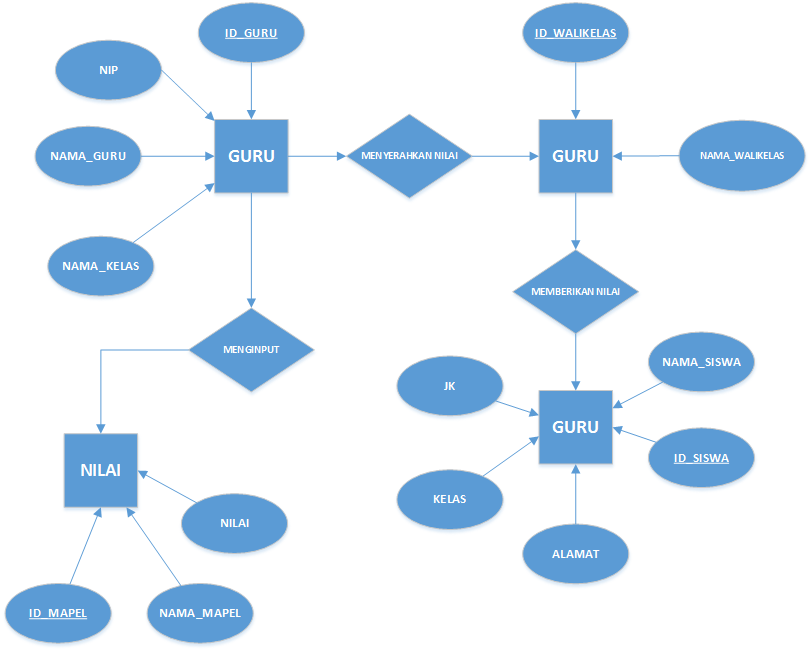 ID_GURU
ID_WALIKELAS
NIP
NAMA_GURU
GURU
MENYERAHKAN NILAI
GURU
NAMA_WALIKELAS
NAMA_KELAS
MEMBERIKAN NILAI
MENGINPUT
NAMA_SISWA
JK
GURU
ID_SISWA
NILAI
KELAS
NILAI
ALAMAT
ID_MAPEL
NAMA_MAPEL